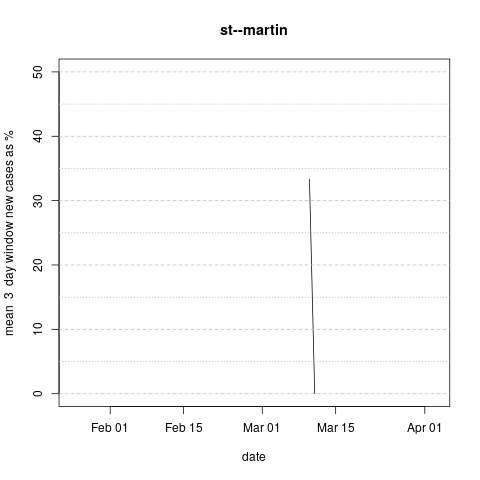 st--martin
mean 3 day window new cases as %
50
40
30
20
10
0
Feb 01
Feb 15
Mar 01
Mar 15
Apr 01
date